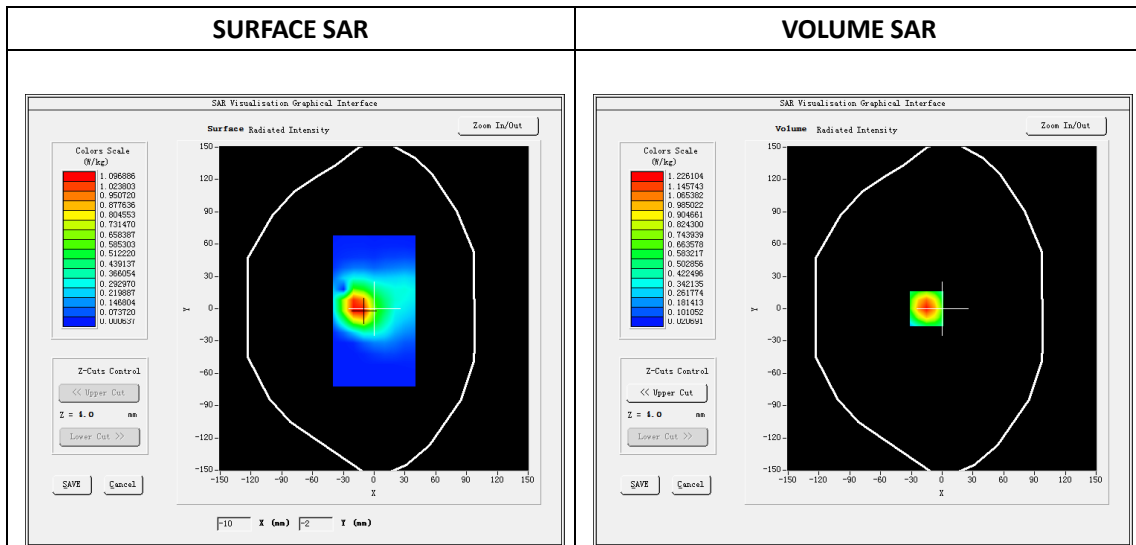 SURFACE SAR
VOLUME SAR
SAR Visualisation Graphical Interface
Surface Radiated Intensity
Zoom In/Out
Colors Scale
(W/kg)
1.096886
1.023803
0.950720
0.877636
0.804553
0.731470
0.658387
0.585303
0.512220
0.439137
0.366054
0.292970
0.219887
0.146804
0.073720
0.000637
Z-Cuts Control
<< Upper Cut
Z = 4.0 mm
Lower Cut >>
SAVE
Cancel
150
120
90
60
30
0
-30
-60
-90
-120
-150
Y
-150 -120 -90 -60 -30 0 30 60 90 120 150
X
-10 X (mm) -2 Y (mm)
SAR Visualisation Graphical Interface
Volume Radiated Intensity
Zoom In/Out
Colors Scale
(W/kg)
1.226104
1.145743
1.065382
0.985022
0.904661
0.824300
0.743939
0.663578
0.583217
0.502856
0.422496
0.342135
0.261774
0.181413
0.101052
0.020691
Z-Cuts Control
<< Upper Cut
Z = 4.0 mm
Lower Cut >>
SAVE
Cancel
150
120
90
60
30
0
-30
-60
-90
-120
-150
Y
-150 -120 -90 -60 -30 0 30 60 90 120 150
X